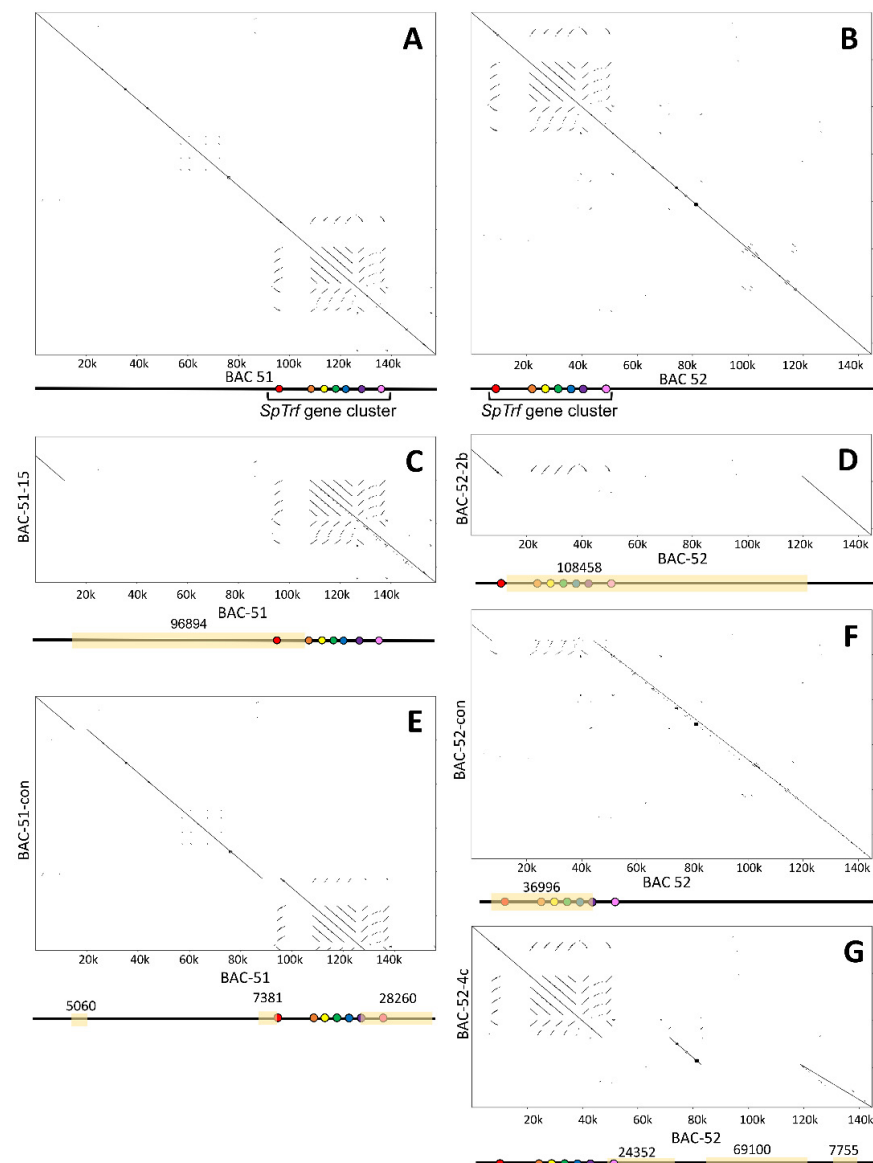 A
20k 40k 60k 80k 100k 120k 140k
BAC 51
SpTrf gene cluster
B
20k 40k 60k 80k 100k 120k 140k
BAC 52
SpTrf gene cluster
C
BAC-51-15
20k 40k 60k 80k 100k 120k 140k
BAC-51
96894
D
BAC-52-2b
20k 40k 60k 80k 100k 120k 140k
BAC-52
108458
E
BAC-51-con
20k 40k 60k 80k 100k 120k 140k
BAC-51
5060 7381 28260
F
BAC-52-con
20k 40k 60k 80k 100k 120k 140k
BAC 52
36996
G
BAC-52-4c
20k 40k 60k 80k 100k 120k 140k
BAC-52
24352 69100 7755